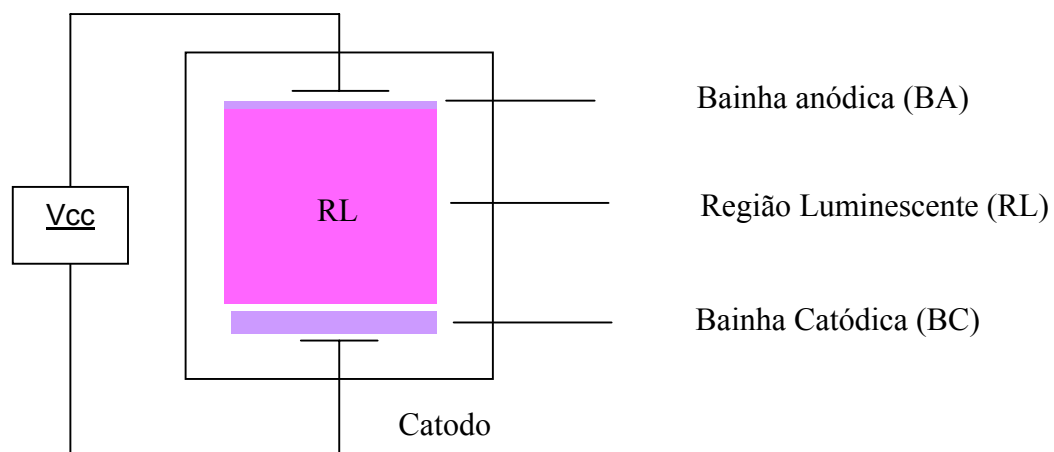 Bainha anódica (BA)
Vcc
RL
Região Luminescente (RL)
Bainha Catódica (BC)
Catodo